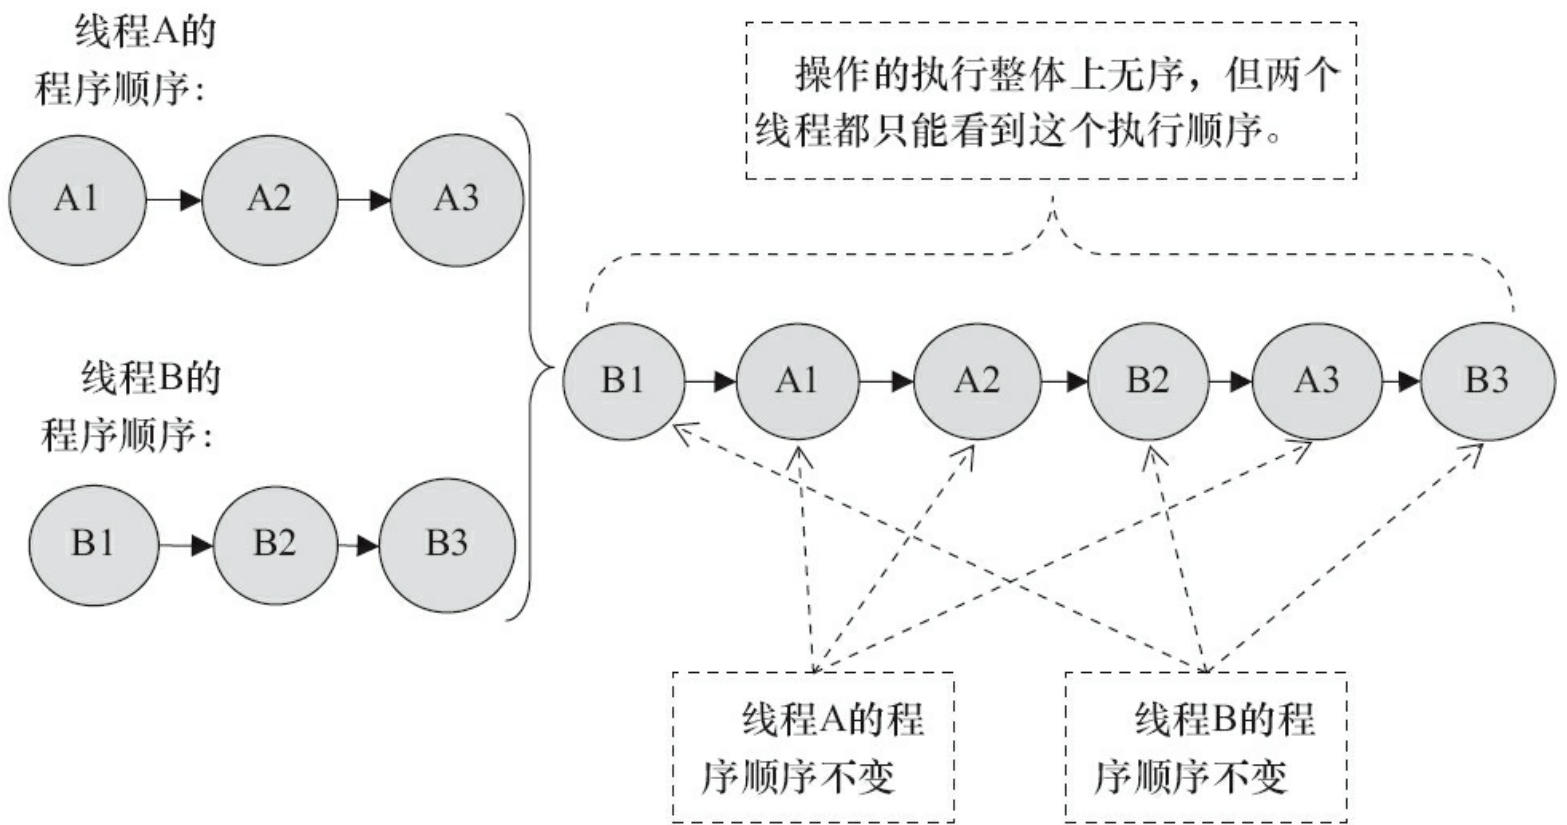 线程A的
程序顺序:
A1
A2
A3
线程B的
程序顺序:
B1
B2
B3
操作的执行整体上无序，但两个
线程都只能看到这个执行顺序。
B1
A1
A2
B2
A3
B3
线程A的程
序顺序不变
线程B的程
序顺序不变